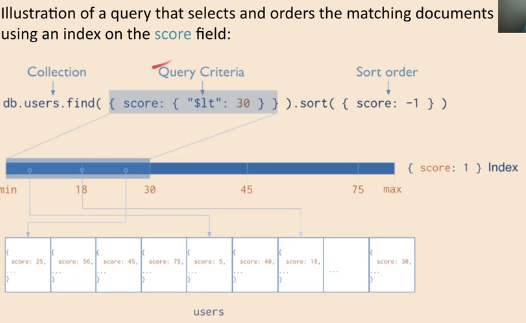 Illustration of a query that selects and orders the matching documents
using an index on the score field:
Collection Query Criteria Sort order
db.users.find( { score: { "$lt": 30 } } ).sort( { score: -1 } )
{ score: 1 } Index
min 18 30 45 75 max
{ { { { { { { {
score: 25, score: 56, score: 45, score: 75, score: 5, score: 40, score: 18, score: 30,
... ... ... ... ... ... ... ... ...
} } } } } } } }
users